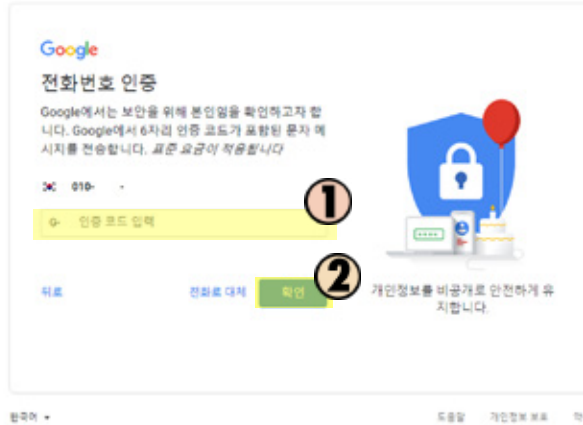 Google
전화번호 인증
Google에서는 보안을 위해 본인임을 확인하고자 합
니다. Google에서 6자리 인증 코드가 포함된 문자 메
시지를 전송합니다. 표준 요금이 적용됩니다
010- -
1
G- 인증 코드 입력
2
뒤로 전화로 대체 확인
개인정보를 비공개로 안전하게 유
지합니다.
한국어 도움말 개인정보 보호